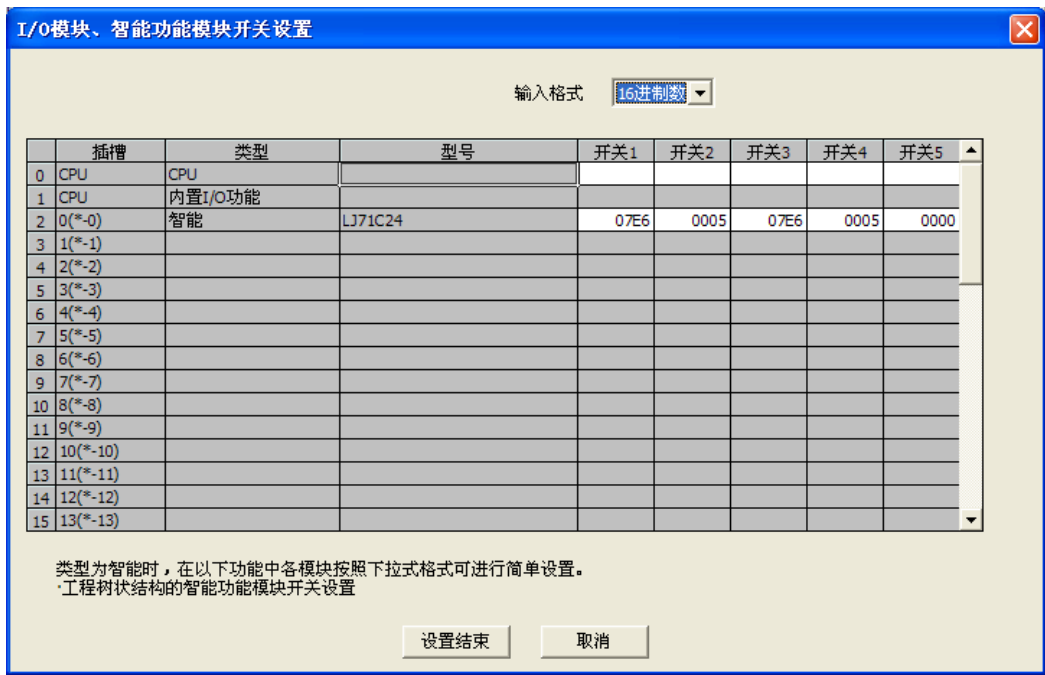 I/O模块、智能功能模块开关设置
输入格式 16进制数
插槽 类型 型号 开关1 开关2 开关3 开关4 开关5
0 CPU CPU
1 CPU 内置I/O功能
2 0(*-0) 智能 LJ71C24 07E6 0005 07E6 0005 0000
3 1(*-1)
4 2(*-2)
5 3(*-3)
6 4(*-4)
7 5(*-5)
8 6(*-6)
9 7(*-7)
10 8(*-8)
11 9(*-9)
12 10(*-10)
13 11(*-11)
14 12(*-12)
15 13(*-13)
类型为智能时，在以下功能中各模块按照下拉式格式可进行简单设置。
·工程树状结构的智能功能模块开关设置
设置结束 取消